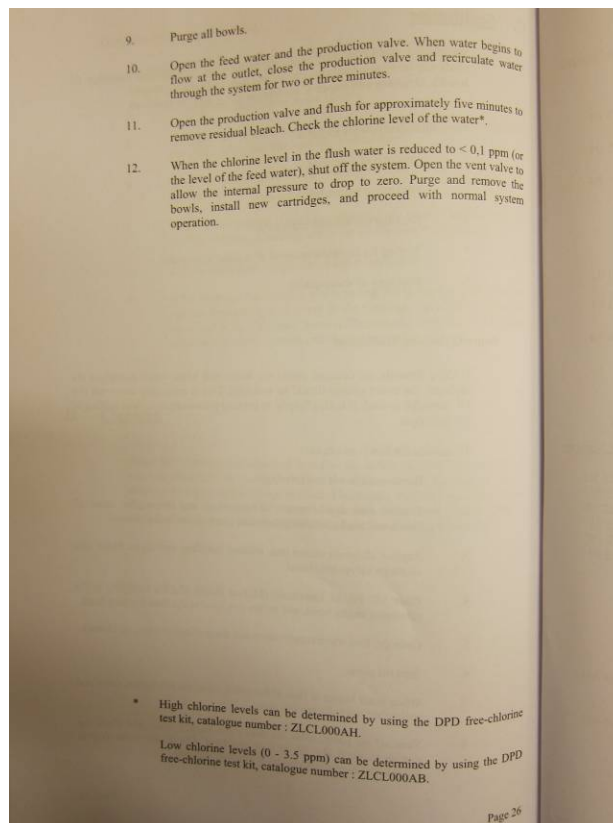 9. Purge all bowls.
10. Open the feed water and the production valve. When water begins to
flow at the outlet, close the production valve and recirculate water
through the system for two or three minutes.
11. Open the production valve and flush for approximately five minutes to
remove residual bleach. Check the chlorine level of the water*.
12. When the chlorine level in the flush water is reduced to < 0,1 ppm (or
the level of the feed water), shut off the system. Open the vent valve to
allow the internal pressure to drop to zero. Purge and remove the
bowls, install new cartridges, and proceed with normal system
operation.
* High chlorine levels can be determined by using the DPD free-chlorine
test kit, catalogue number : ZLCL000AH.
Low chlorine levels (0 - 3.5 ppm) can be determined by using the DPD
free-chlorine test kit, catalogue number : ZLCL000AB.
Page 26